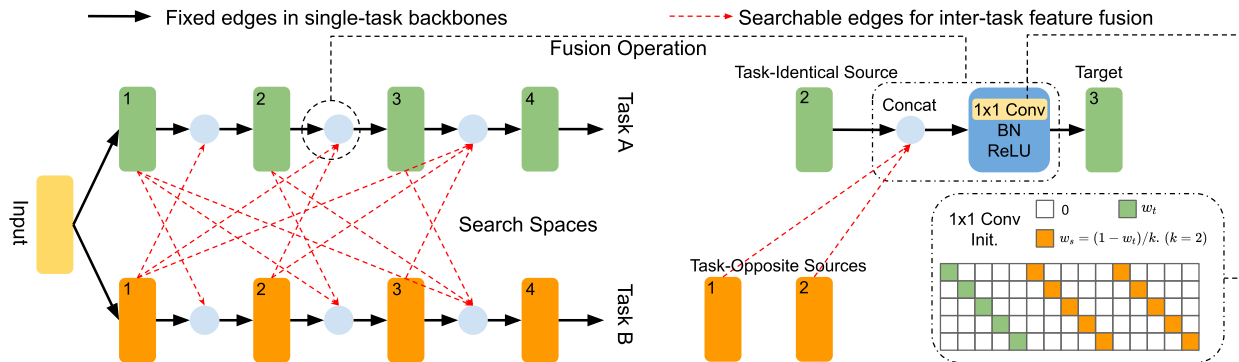 Fixed edges in single-task backbones
Searchable edges for inter-task feature fusion
Fusion Operation
Input
1
2
3
4
Task A
Search Spaces
1
2
3
4
Task B
Task-Identical Source
Target
2
Concat
1x1 Conv
BN
ReLU
3
Task-Opposite Sources
1
2
1x1 Conv
Init.
0
w_t
w_s = (1 − w_t)/k. (k = 2)